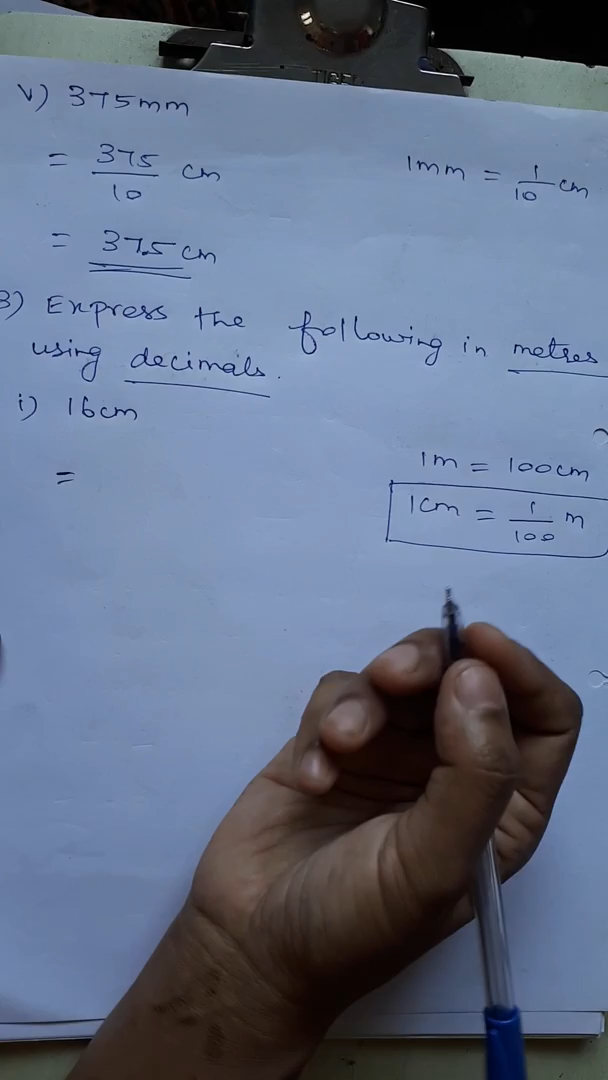 v) 375mm
= 375/10 cm
1mm = 1/10 cm
= 37.5 cm
3) Express the following in metres
using decimals.
i) 16cm
1m = 100cm
=
1cm = 1/100 m